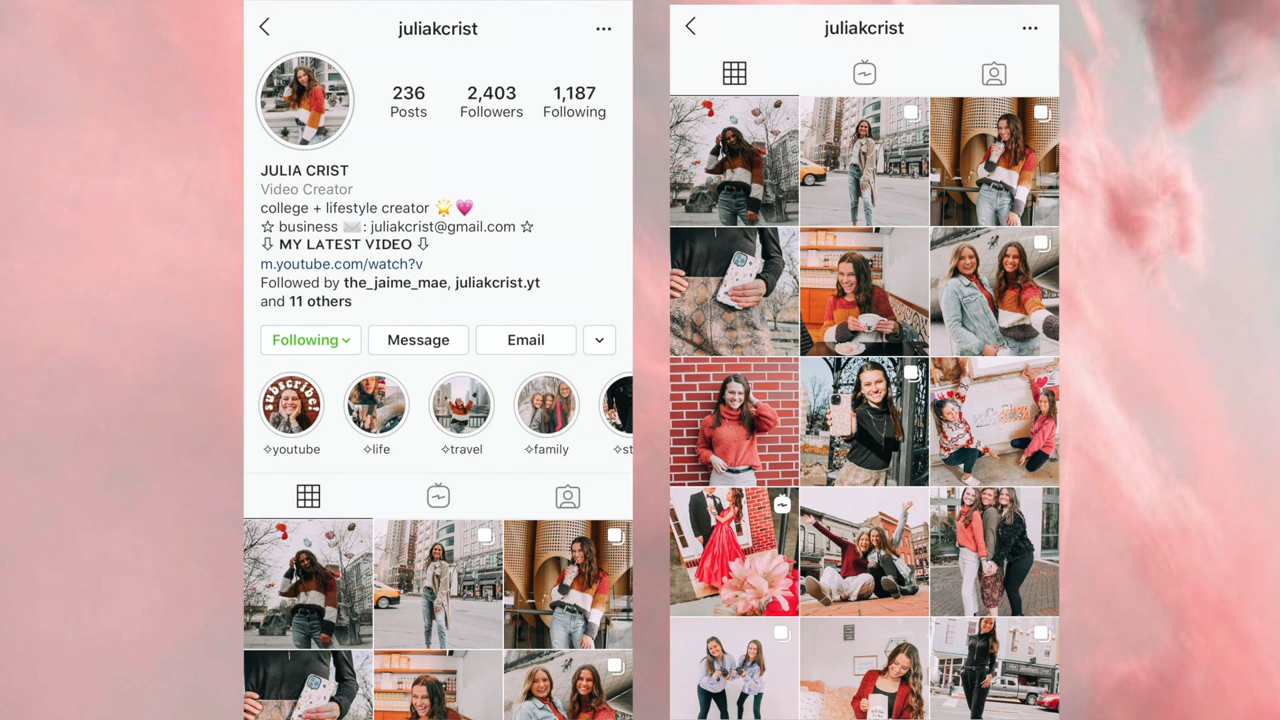 juliakcrist
236
Posts
2,403
Followers
1,187
Following
JULIA CRIST
Video Creator
college + lifestyle creator 🌟💗
☆ business ✉️: juliakcrist@gmail.com ☆
⇩ MY LATEST VIDEO ⇩
m.youtube.com/watch?v
Followed by the_jaime_mae, juliakcrist.yt
and 11 others
Following
Message
Email
subscribe!
✧youtube
✧life
✧travel
✧family
✧st
juliakcrist